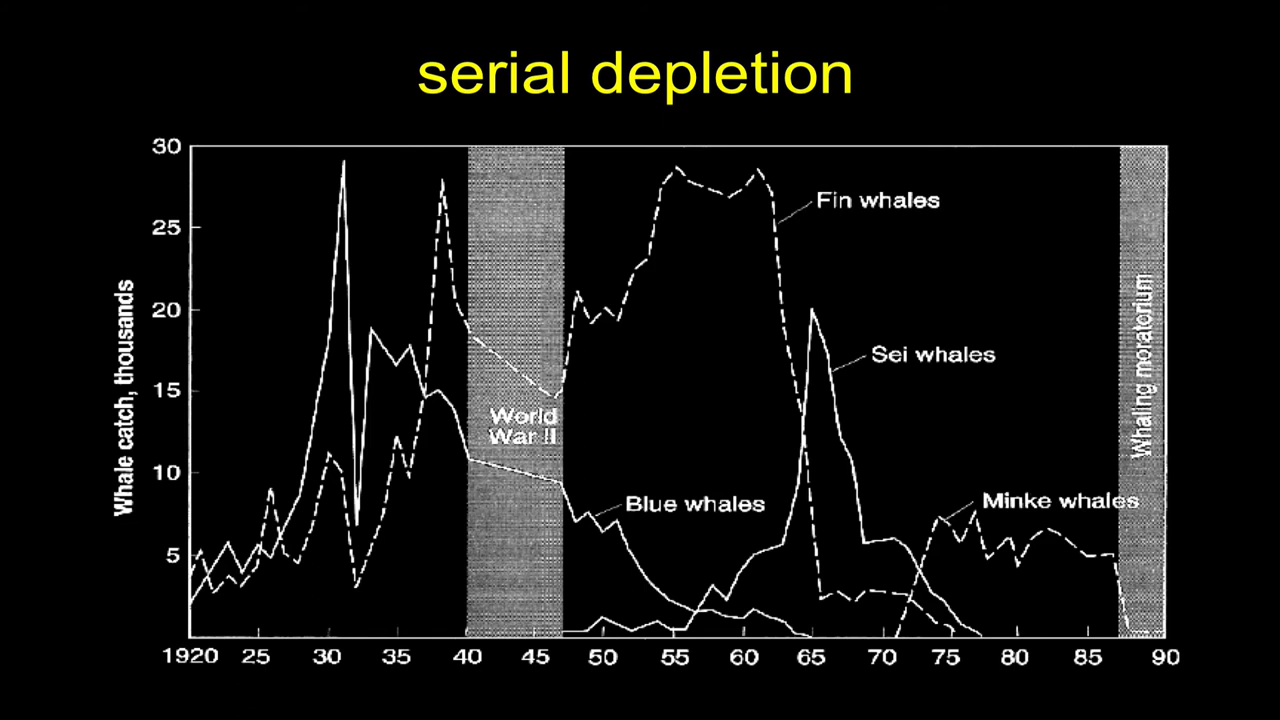 serial depletion
30
25
20
15
10
5
Whale catch, thousands
Fin whales
Sei whales
World
War II
Blue whales
Minke whales
Whaling moratorium
1920 25 30 35 40 45 50 55 60 65 70 75 80 85 90